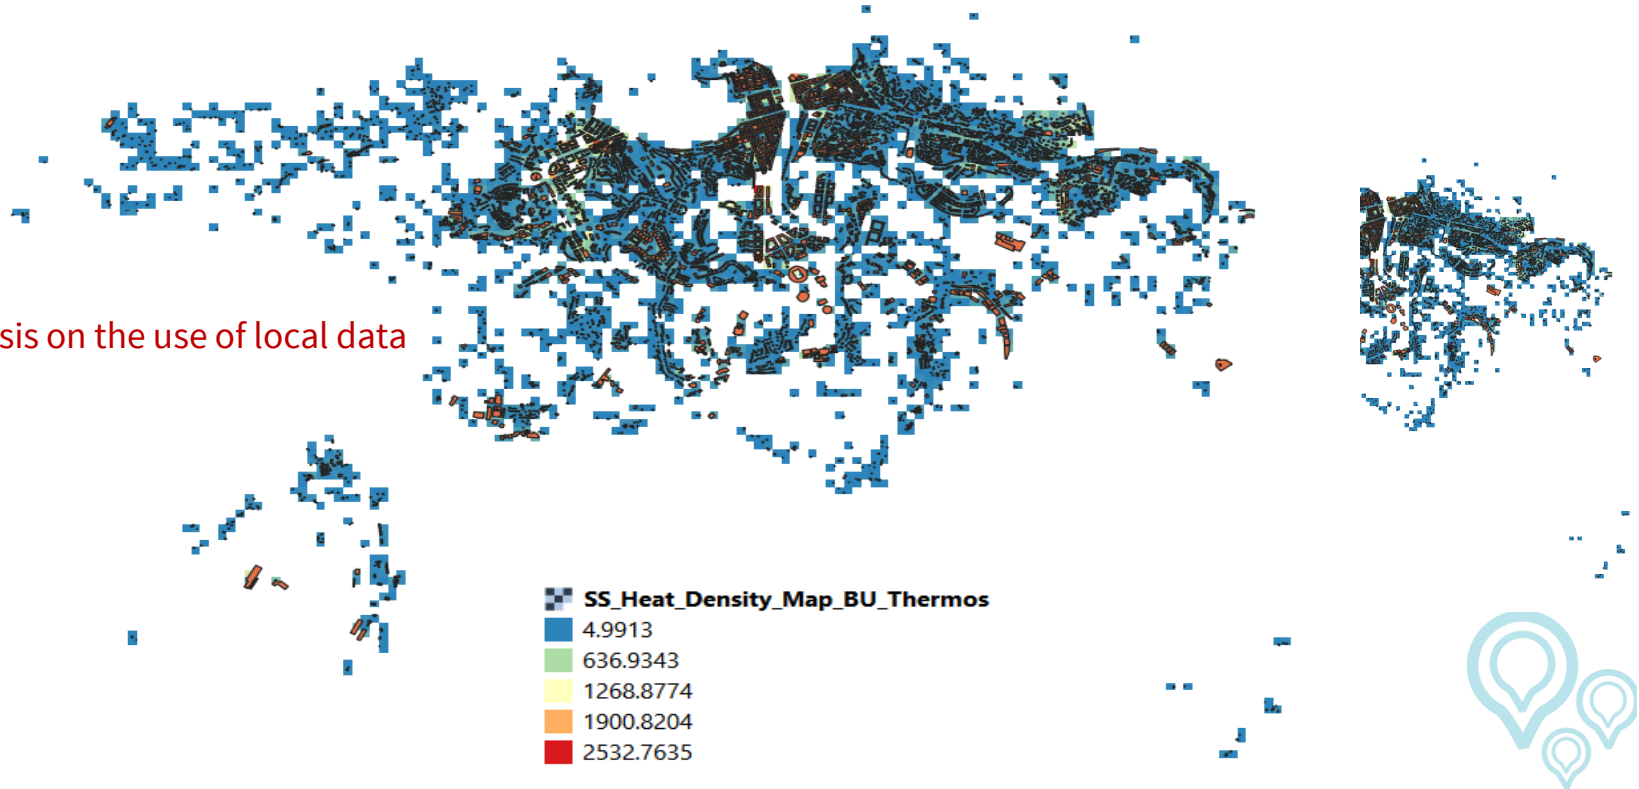 sis on the use of local data
SS_Heat_Density_Map_BU_Thermos
4.9913
636.9343
1268.8774
1900.8204
2532.7635